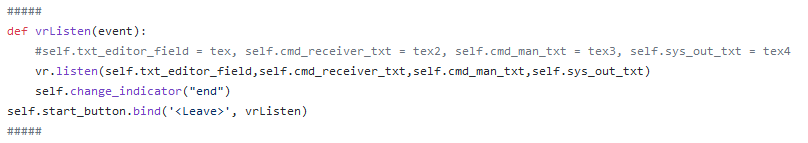 #####
def vrListen(event):
    #self.txt_editor_field = tex, self.cmd_receiver_txt = tex2, self.cmd_man_txt = tex3, self.sys_out_txt = tex4
    vr.listen(self.txt_editor_field,self.cmd_receiver_txt,self.cmd_man_txt,self.sys_out_txt)
    self.change_indicator("end")
self.start_button.bind('<Leave>', vrListen)
#####